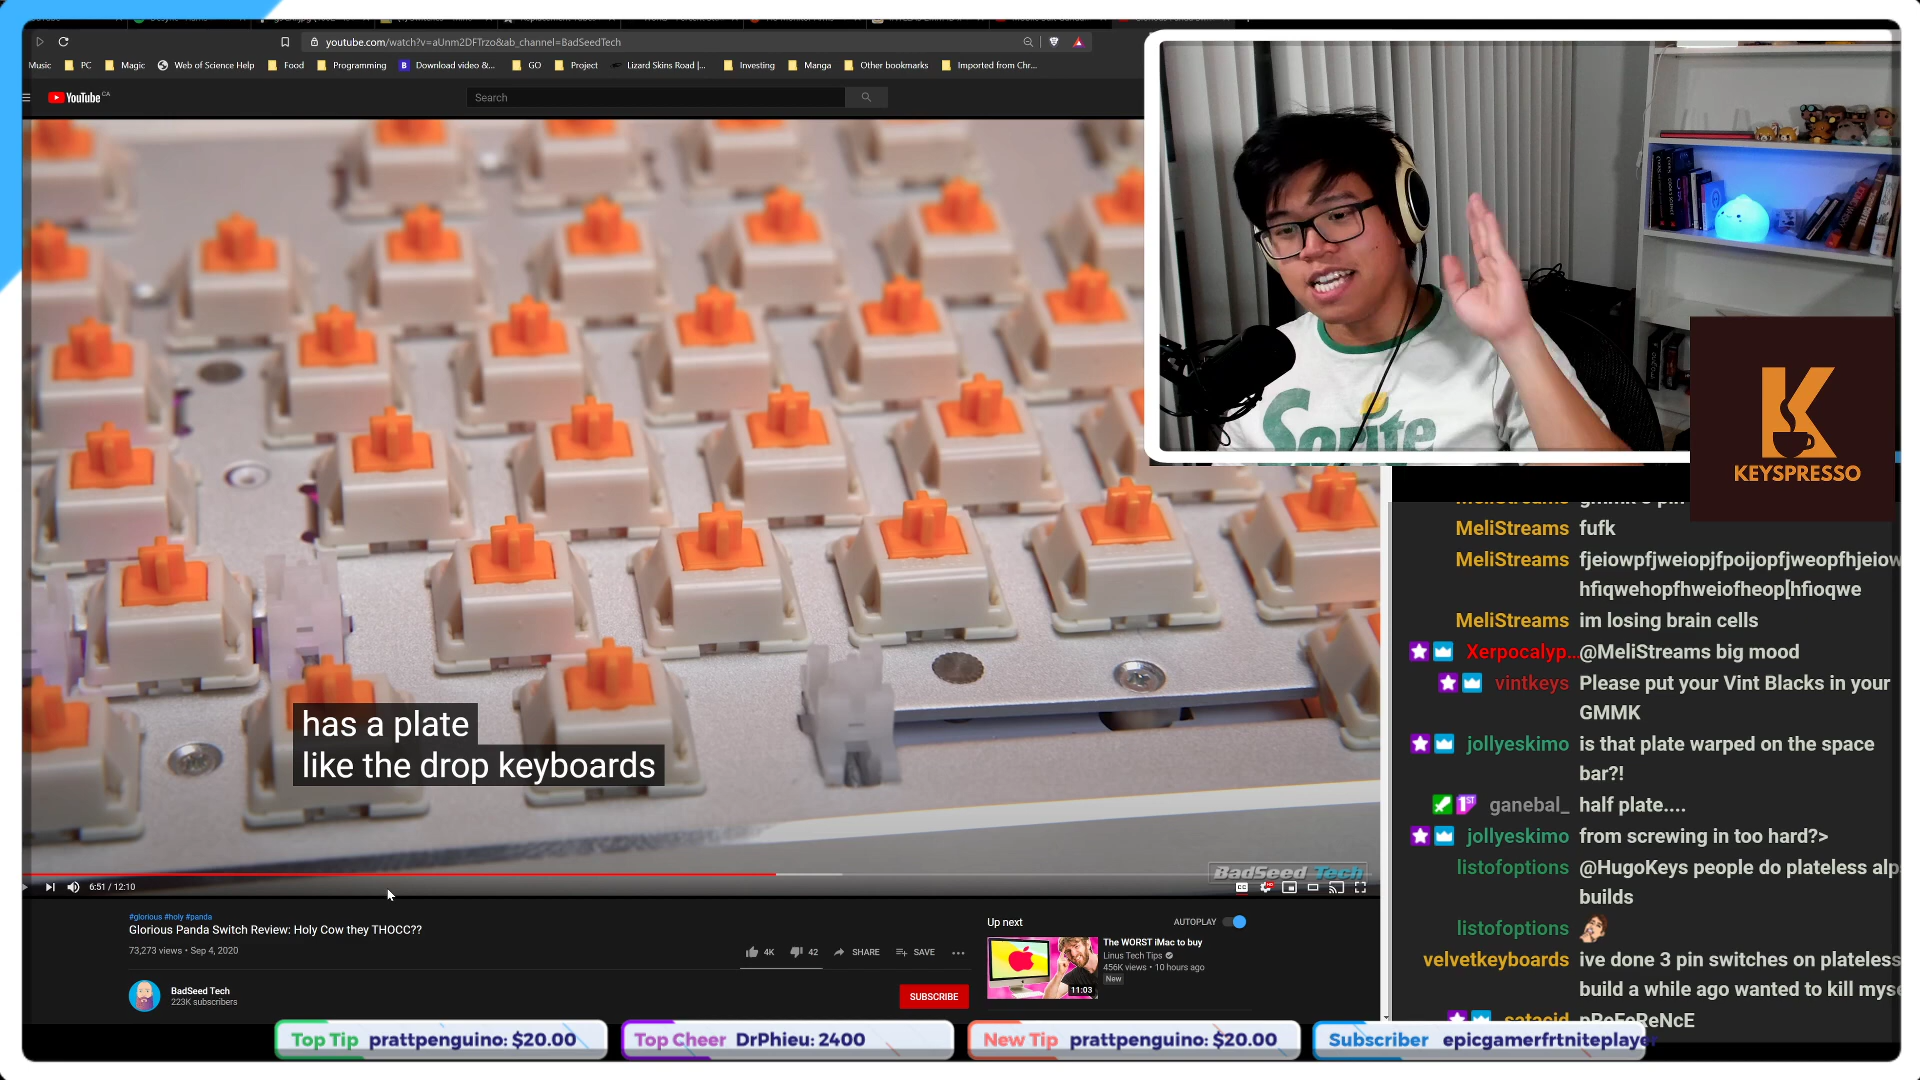 youtube.com/watch?v=aUnm2DFTrzo&ab_channel=BadSeedTech
Music
PC
Magic
Web of Science Help
Food
Programming
Download video &...
GO
Project
Lizard Skins Road |...
Investing
Manga
Other bookmarks
Imported from Chr...
YouTube CA
Search
Sprite
K
KEYSPRESSO
has a plate
like the drop keyboards
BadSeed Tech
6:51 / 12:10
#glorious #holy #panda
Glorious Panda Switch Review: Holy Cow they THOCC??
73,273 views • Sep 4, 2020
4K
42
SHARE
SAVE
BadSeed Tech
223K subscribers
SUBSCRIBE
Up next
AUTOPLAY
The WORST iMac to buy
Linus Tech Tips
456K views • 10 hours ago
New
11:03
MeliStreams fufk
MeliStreams fjeiowpfjweiopjfpoijopfjweopfhjeiow
hfiqwehopfhweiofheop[hfioqwe
MeliStreams im losing brain cells
Xerpocalyp... @MeliStreams big mood
vintkeys Please put your Vint Blacks in your
GMMK
jollyeskimo is that plate warped on the space
bar?!
ganebal_ half plate....
jollyeskimo from screwing in too hard?>
listofoptions @HugoKeys people do plateless alp
builds
listofoptions
velvetkeyboards ive done 3 pin switches on plateless
build a while ago wanted to kill myse
satacid pReFeReNcE
Top Tip prattpenguino: $20.00
Top Cheer DrPhieu: 2400
New Tip prattpenguino: $20.00
Subscriber epicgamerfrtniteplayer